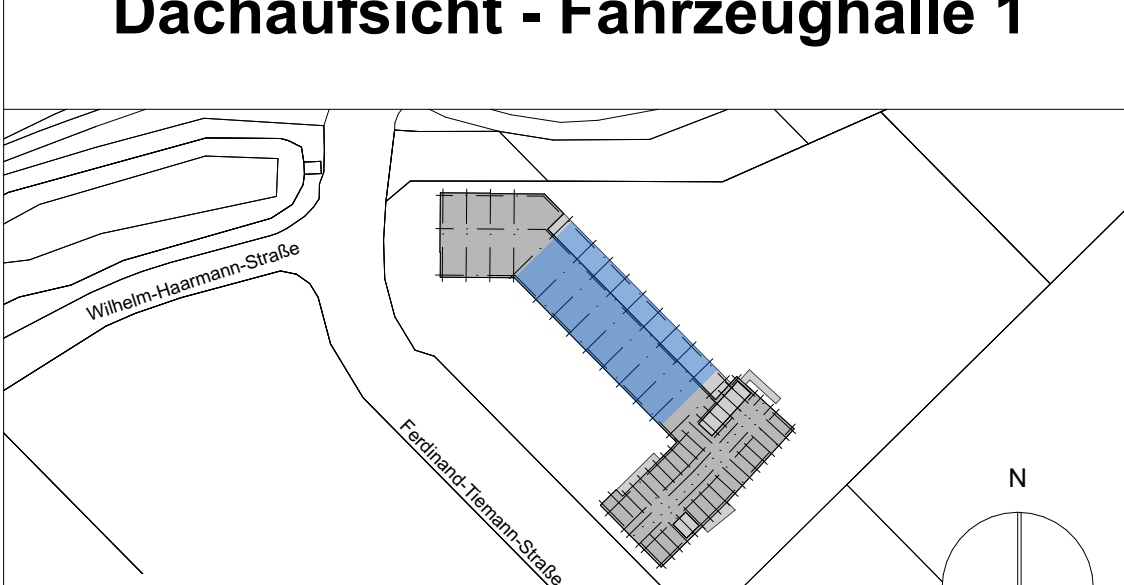 Dachaufsicht - Fahrzeughalle 1
Wilhelm-Haarmann-Straße
Ferdinand-Tiemann-Straße
N